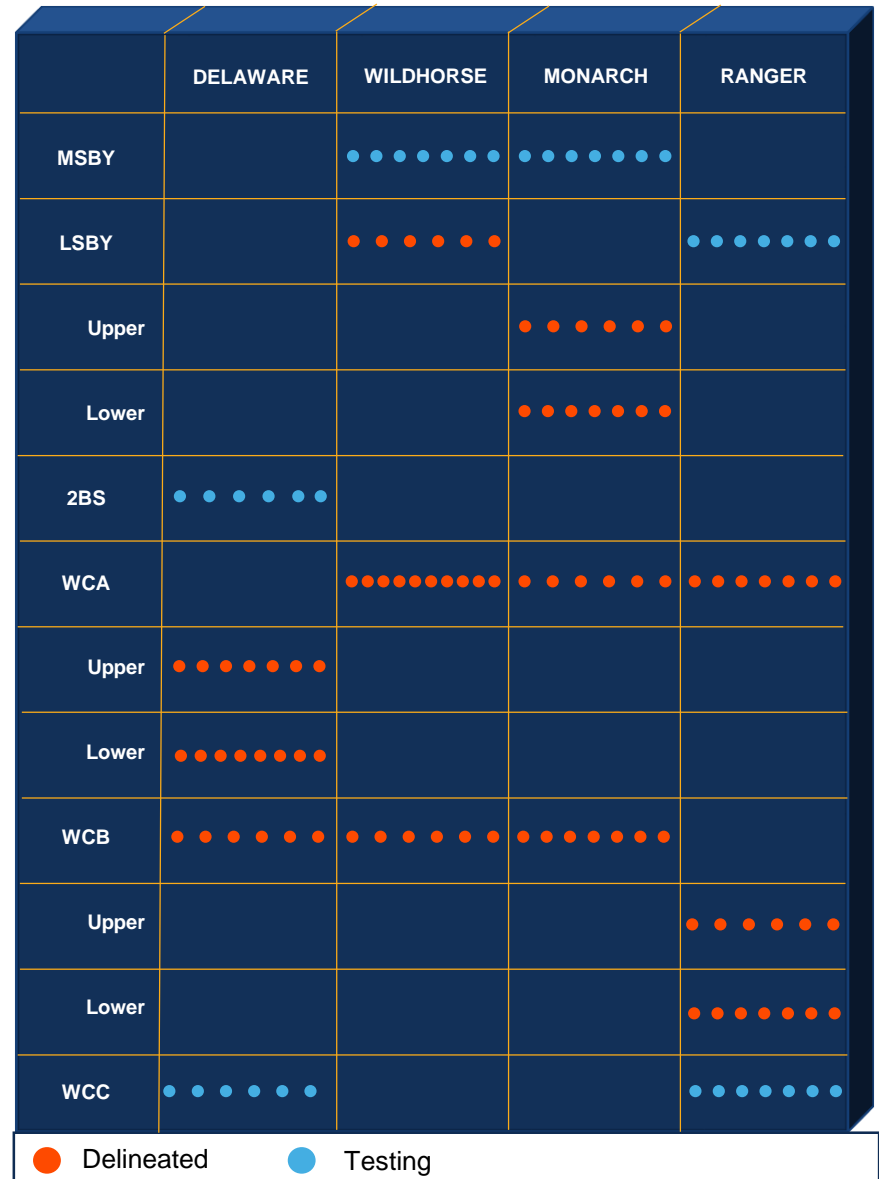 DELAWARE WILDHORSE MONARCH RANGER
MSBY
LSBY
Upper
Lower
2BS
WCA
Upper
Lower
WCB
Upper
Lower
WCC
Delineated Testing